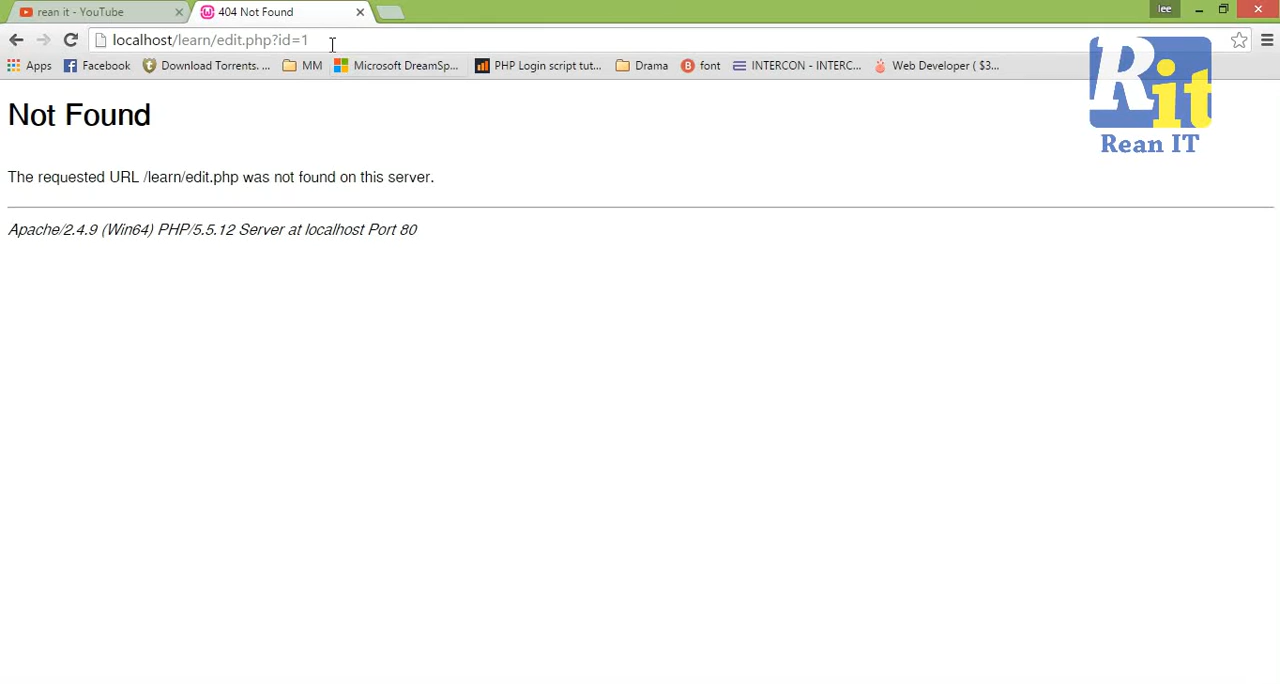 rean it - YouTube
404 Not Found
lee
localhost/learn/edit.php?id=1
Apps
Facebook
Download Torrents. ...
MM
Microsoft DreamSp...
PHP Login script tut...
Drama
font
INTERCON - INTERC...
Web Developer ( $3...
Not Found
Rit
Rean IT
The requested URL /learn/edit.php was not found on this server.
Apache/2.4.9 (Win64) PHP/5.5.12 Server at localhost Port 80